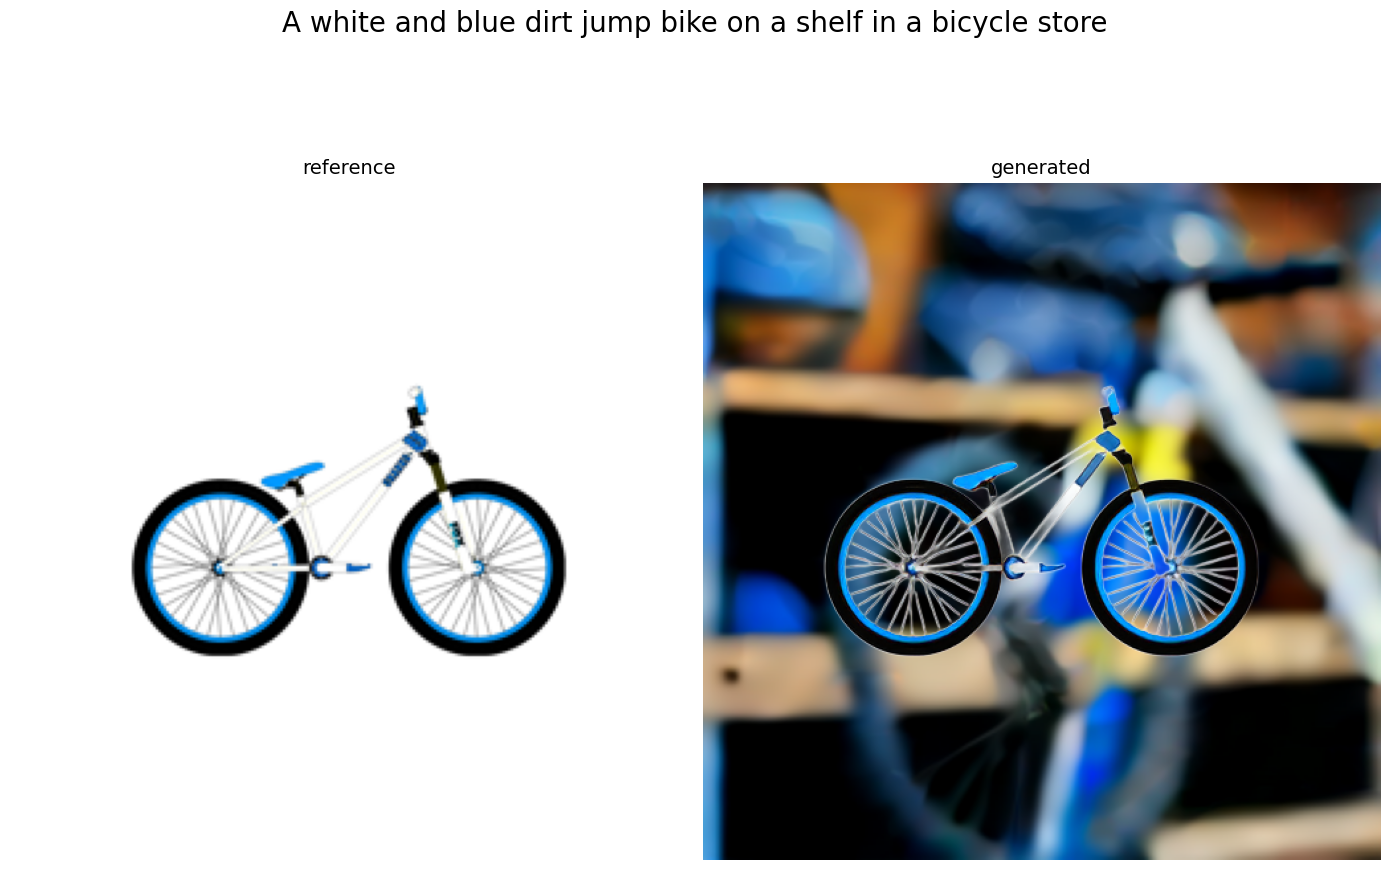 A white and blue dirt jump bike on a shelf in a bicycle store
reference
generated